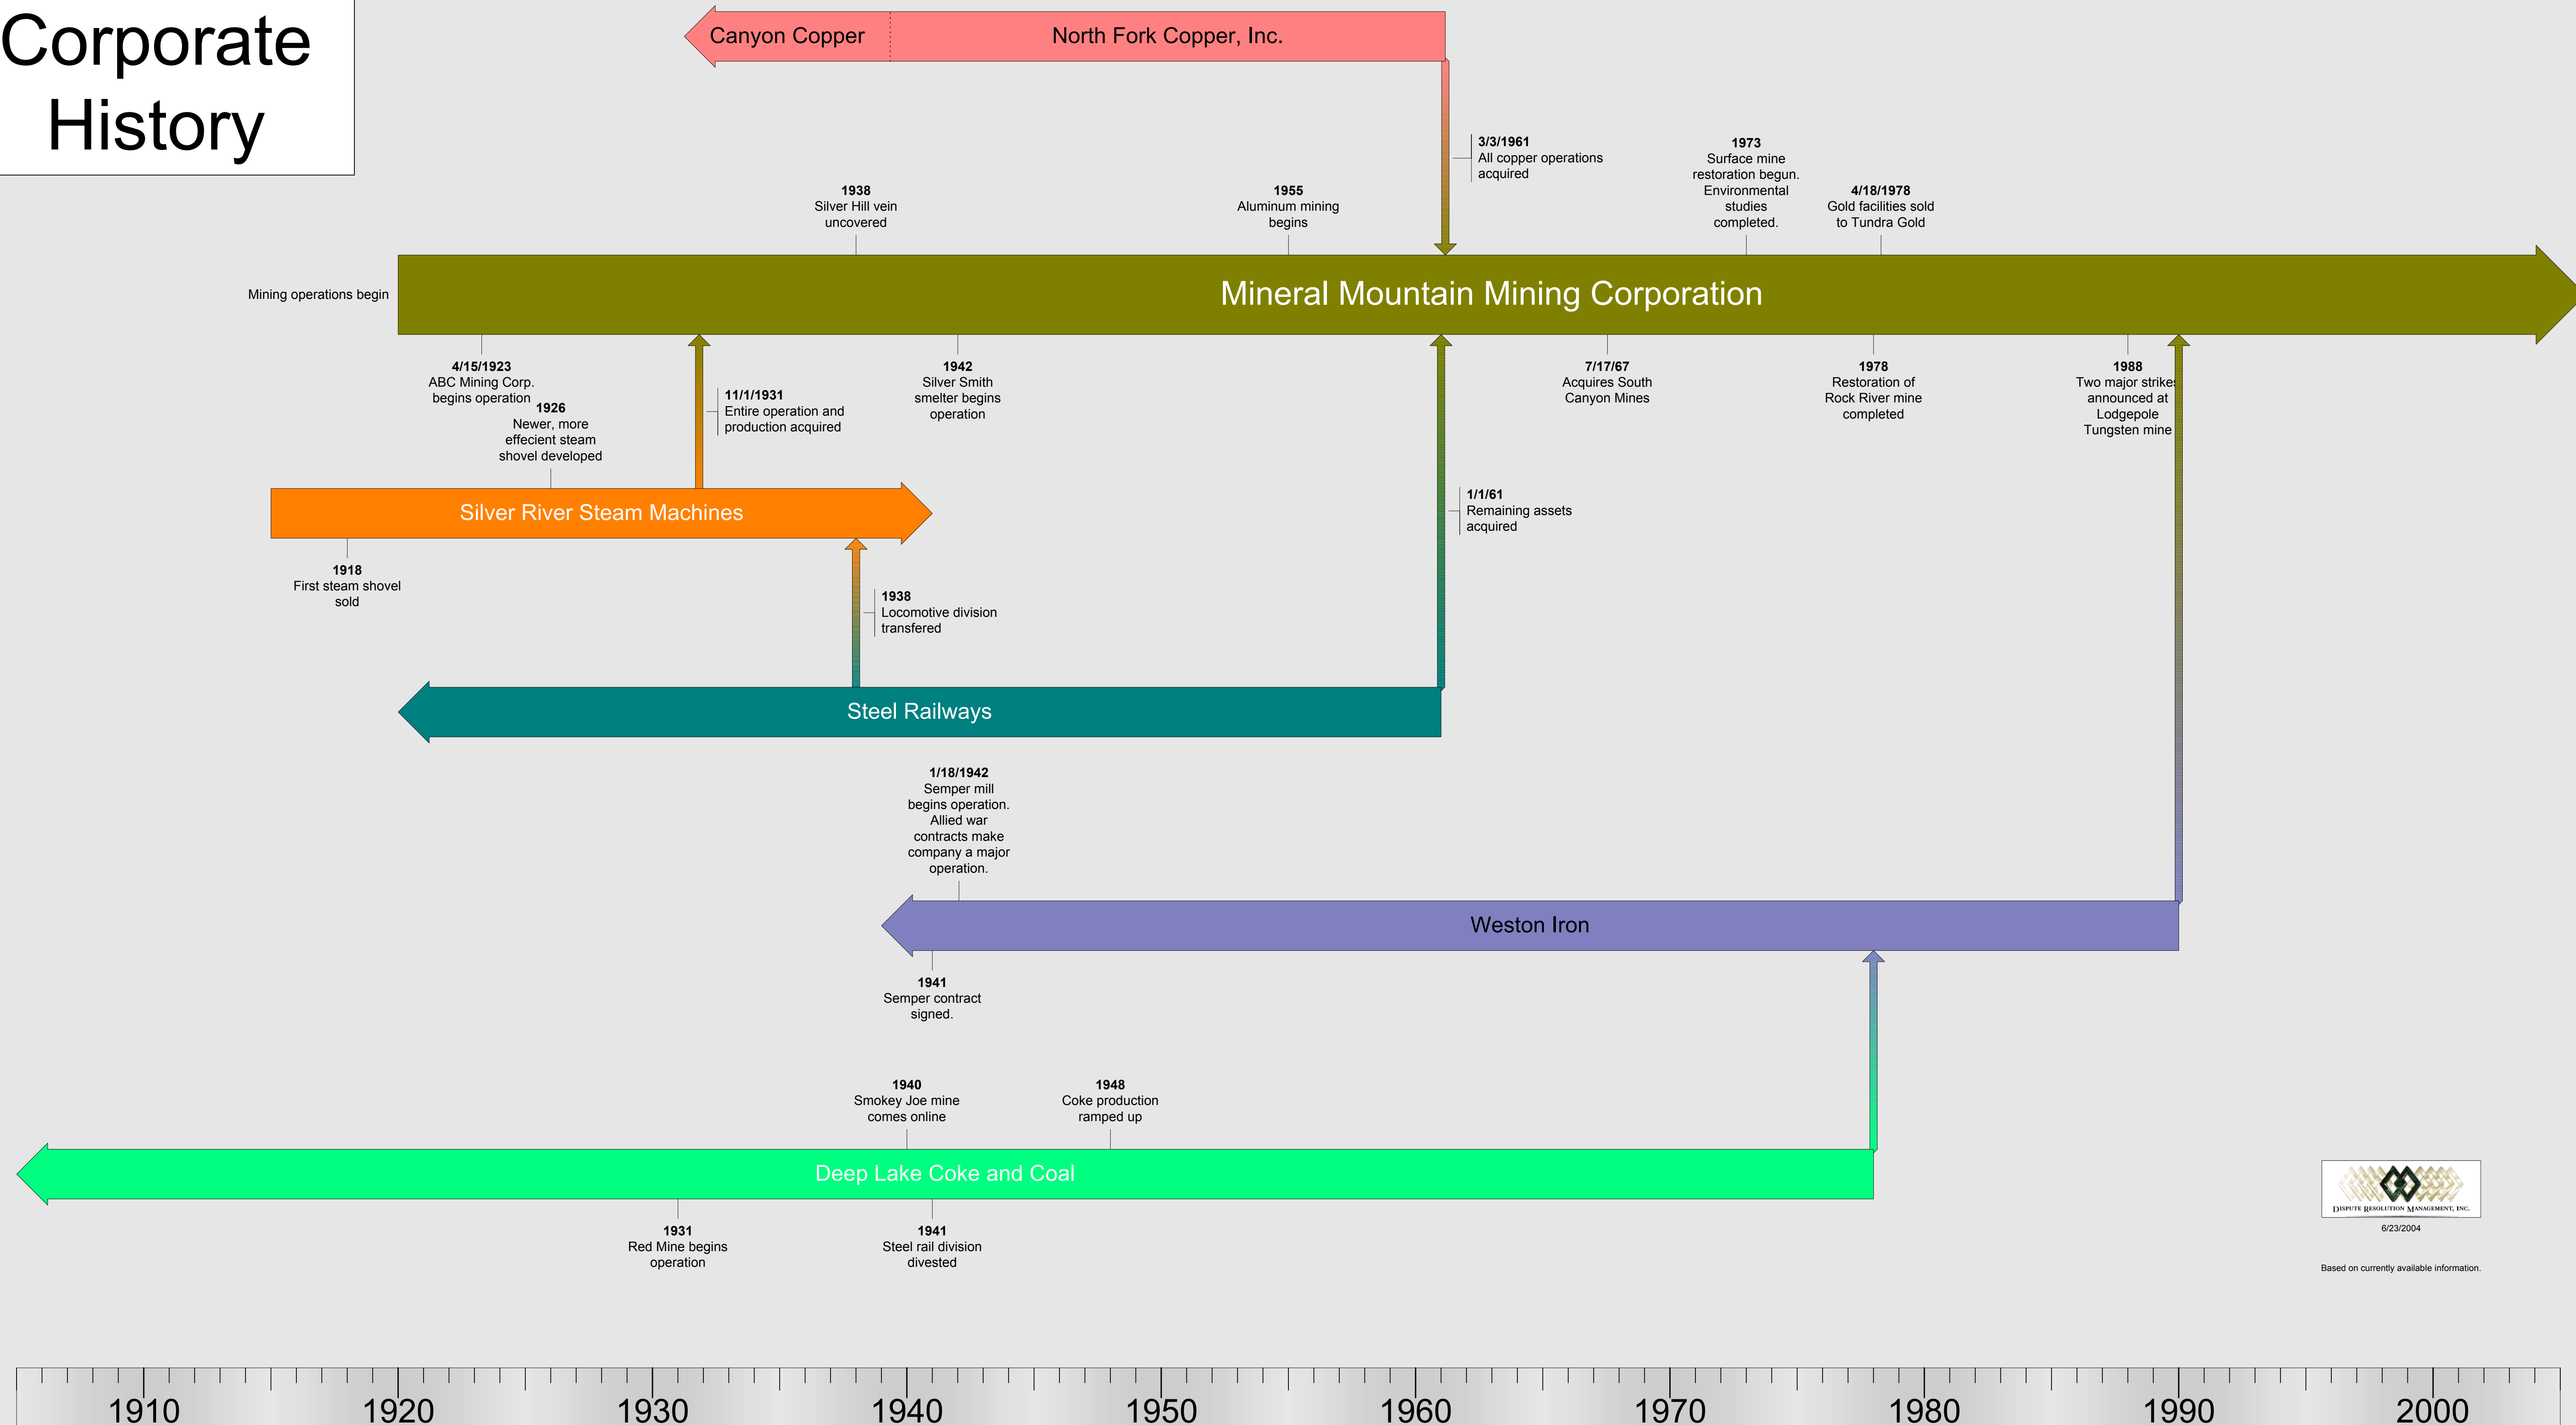 Corporate
History
Canyon Copper
North Fork Copper, Inc.
3/3/1961
All copper operations
acquired
1938
Silver Hill vein
uncovered
1955
Aluminum mining
begins
1973
Surface mine
restoration begun.
Environmental
studies
completed.
4/18/1978
Gold facilities sold
to Tundra Gold
Mining operations begin
Mineral Mountain Mining Corporation
4/15/1923
ABC Mining Corp.
begins operation
1926
Newer, more
effecient steam
shovel developed
11/1/1931
Entire operation and
production acquired
1942
Silver Smith
smelter begins
operation
7/17/67
Acquires South
Canyon Mines
1978
Restoration of
Rock River mine
completed
1988
Two major strikes
announced at
Lodgepole
Tungsten mine
Silver River Steam Machines
1/1/61
Remaining assets
acquired
1918
First steam shovel
sold
1938
Locomotive division
transfered
Steel Railways
1/18/1942
Semper mill
begins operation.
Allied war
contracts make
company a major
operation.
Weston Iron
1941
Semper contract
signed.
1940
Smokey Joe mine
comes online
1948
Coke production
ramped up
Deep Lake Coke and Coal
1931
Red Mine begins
operation
1941
Steel rail division
divested
DISPUTE RESOLUTION MANAGEMENT, INC.
6/23/2004
Based on currently available information.
1910 1920 1930 1940 1950 1960 1970 1980 1990 2000